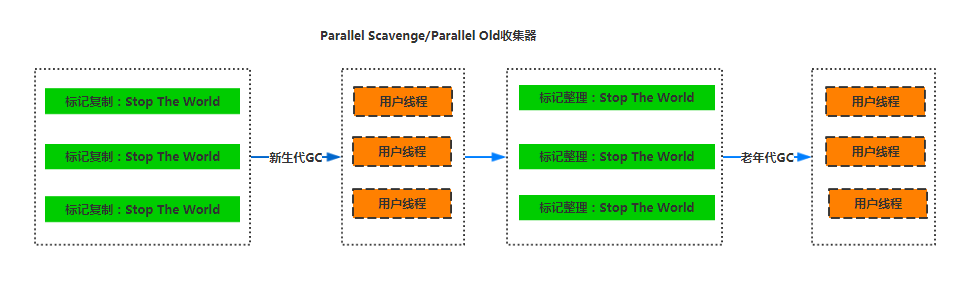 Parallel Scavenge/Parallel Old收集器
标记复制：Stop The World
标记复制：Stop The World
标记复制：Stop The World
新生代GC
用户线程
用户线程
用户线程
标记整理：Stop The World
标记整理：Stop The World
标记整理：Stop The World
老年代GC
用户线程
用户线程
用户线程